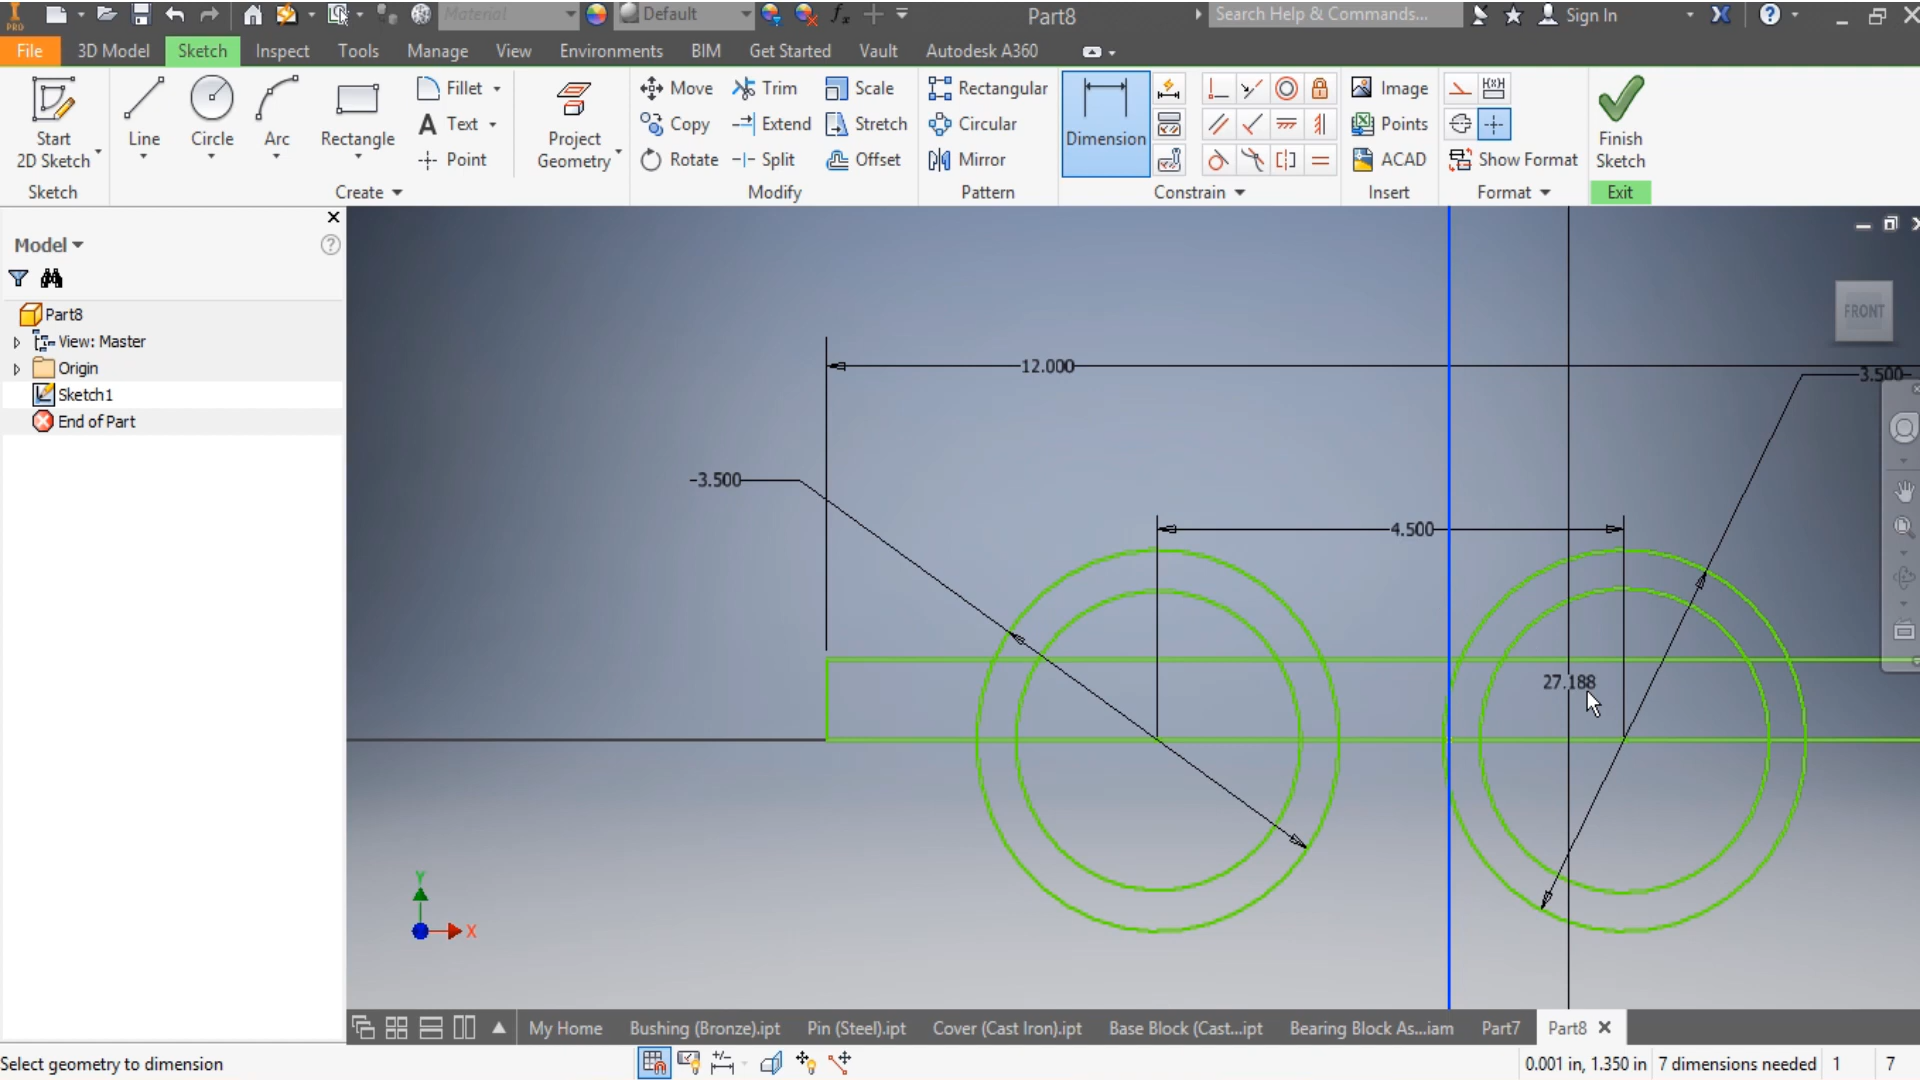 PRO
Material
Default
Part8
Search Help & Commands...
Sign In
File
3D Model
Sketch
Inspect
Tools
Manage
View
Environments
BIM
Get Started
Vault
Autodesk A360
Start
2D Sketch
Line
Circle
Arc
Rectangle
Fillet
Text
Point
Project
Geometry
Move
Copy
Rotate
Trim
Extend
Split
Scale
Stretch
Offset
Rectangular
Circular
Mirror
Dimension
Image
Points
ACAD
Show Format
Finish
Sketch
Sketch
Create
Modify
Pattern
Constrain
Insert
Format
Exit
Model
Part8
View: Master
Origin
Sketch1
End of Part
FRONT
12.000
3.500
3.500
4.500
27.188
Y
X
My Home
Bushing (Bronze).ipt
Pin (Steel).ipt
Cover (Cast Iron).ipt
Base Block (Cast...ipt
Bearing Block As...iam
Part7
Part8
Select geometry to dimension
0.001 in, 1.350 in
7 dimensions needed
1
7